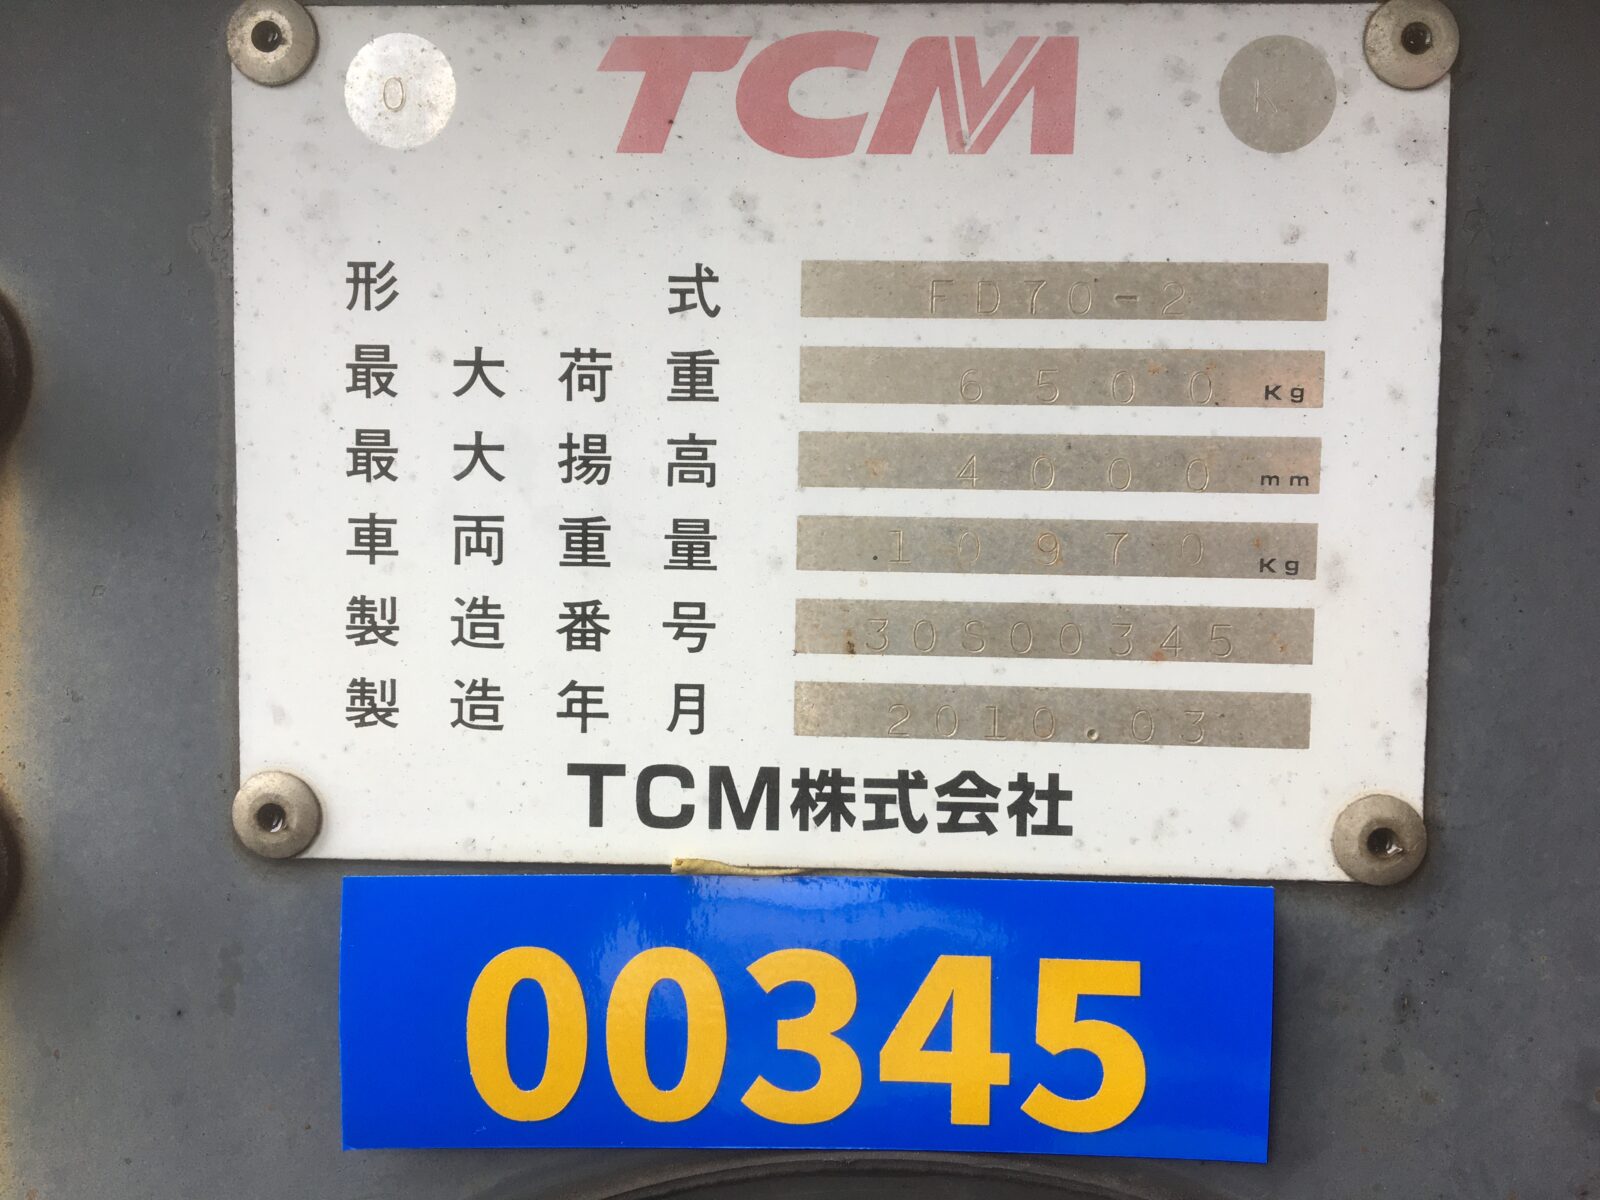 O TCM K
形式 FD70-2
最大荷重 6500 Kg
最大揚高 4000 mm
車両重量 10970 Kg
製造番号 30S00345
製造年月 2010.03
TCM株式会社
00345